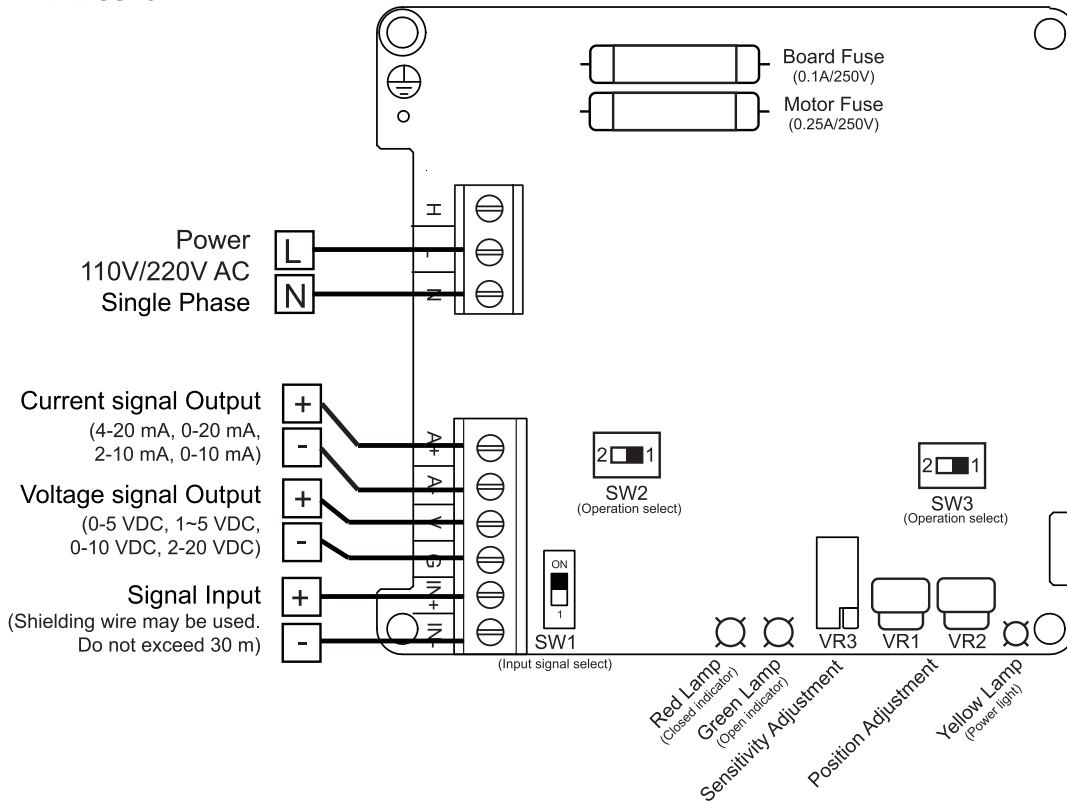 Board Fuse
(0.1A/250V)
Motor Fuse
(0.25A/250V)
H
L
N
Power
110V/220V AC
Single Phase
L
N
Current signal Output
(4-20 mA, 0-20 mA,
2-10 mA, 0-10 mA)
+
-
Voltage signal Output
(0-5 VDC, 1~5 VDC,
0-10 VDC, 2-20 VDC)
+
-
Signal Input
(Shielding wire may be used.
Do not exceed 30 m)
+
-
A+
A-
V
G
IN+
IN-
ON
1
SW1
(Input signal select)
2 1
SW2
(Operation select)
2 1
SW3
(Operation select)
VR3
VR1
VR2
Red Lamp
(Closed indicator)
Green Lamp
(Open indicator)
Sensitivity Adjustment
Position Adjustment
Yellow Lamp
(Power light)